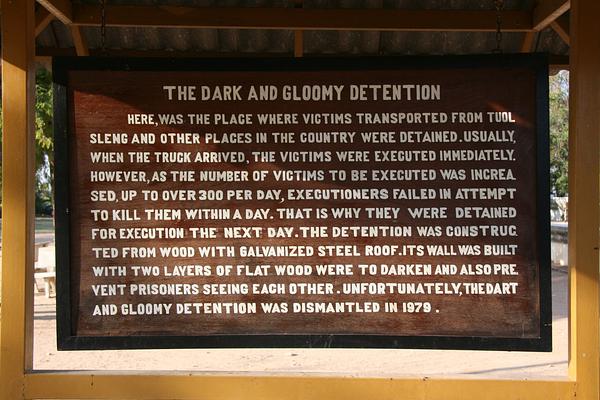 THE DARK AND GLOOMY DETENTION
HERE, WAS THE PLACE WHERE VICTIMS TRANSPORTED FROM TUOL
SLENG AND OTHER PLACES IN THE COUNTRY WERE DETAINED. USUALLY,
WHEN THE TRUCK ARRIVED, THE VICTIMS WERE EXECUTED IMMEDIATELY.
HOWEVER, AS THE NUMBER OF VICTIMS TO BE EXECUTED WAS INCREA.
SED, UP TO OVER 300 PER DAY, EXECUTIONERS FAILED IN ATTEMPT
TO KILL THEM WITHIN A DAY. THAT IS WHY THEY WERE DETAINED
FOR EXECUTION THE NEXT DAY. THE DETENTION WAS CONSTRUC
TED FROM WOOD WITH GALVANIZED STEEL ROOF. ITS WALL WAS BUILT
WITH TWO LAYERS OF FLAT WOOD WERE TO DARKEN AND ALSO PRE
VENT PRISONERS SEEING EACH OTHER. UNFORTUNATELY, THE DART
AND GLOOMY DETENTION WAS DISMANTLED IN 1979.